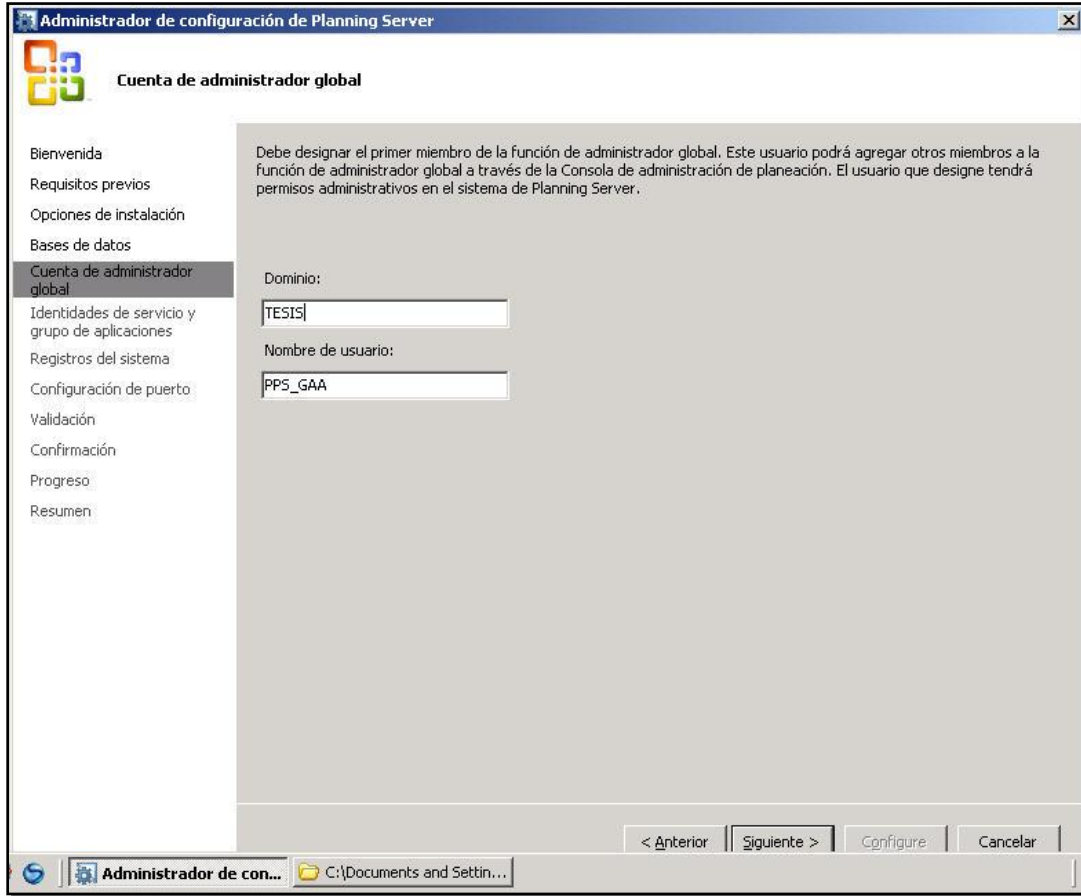 Administrador de configuración de Planning Server
Cuenta de administrador global
Bienvenida
Requisitos previos
Opciones de instalación
Bases de datos
Cuenta de administrador
global
Identidades de servicio y
grupo de aplicaciones
Registros del sistema
Configuración de puerto
Validación
Confirmación
Progreso
Resumen
Debe designar el primer miembro de la función de administrador global. Este usuario podrá agregar otros miembros a la
función de administrador global a través de la Consola de administración de planeación. El usuario que designe tendrá
permisos administrativos en el sistema de Planning Server.
Dominio:
TESIS
Nombre de usuario:
PPS_GAA
< Anterior Siguiente > Configure Cancelar
Administrador de con... C:\Documents and Settin...